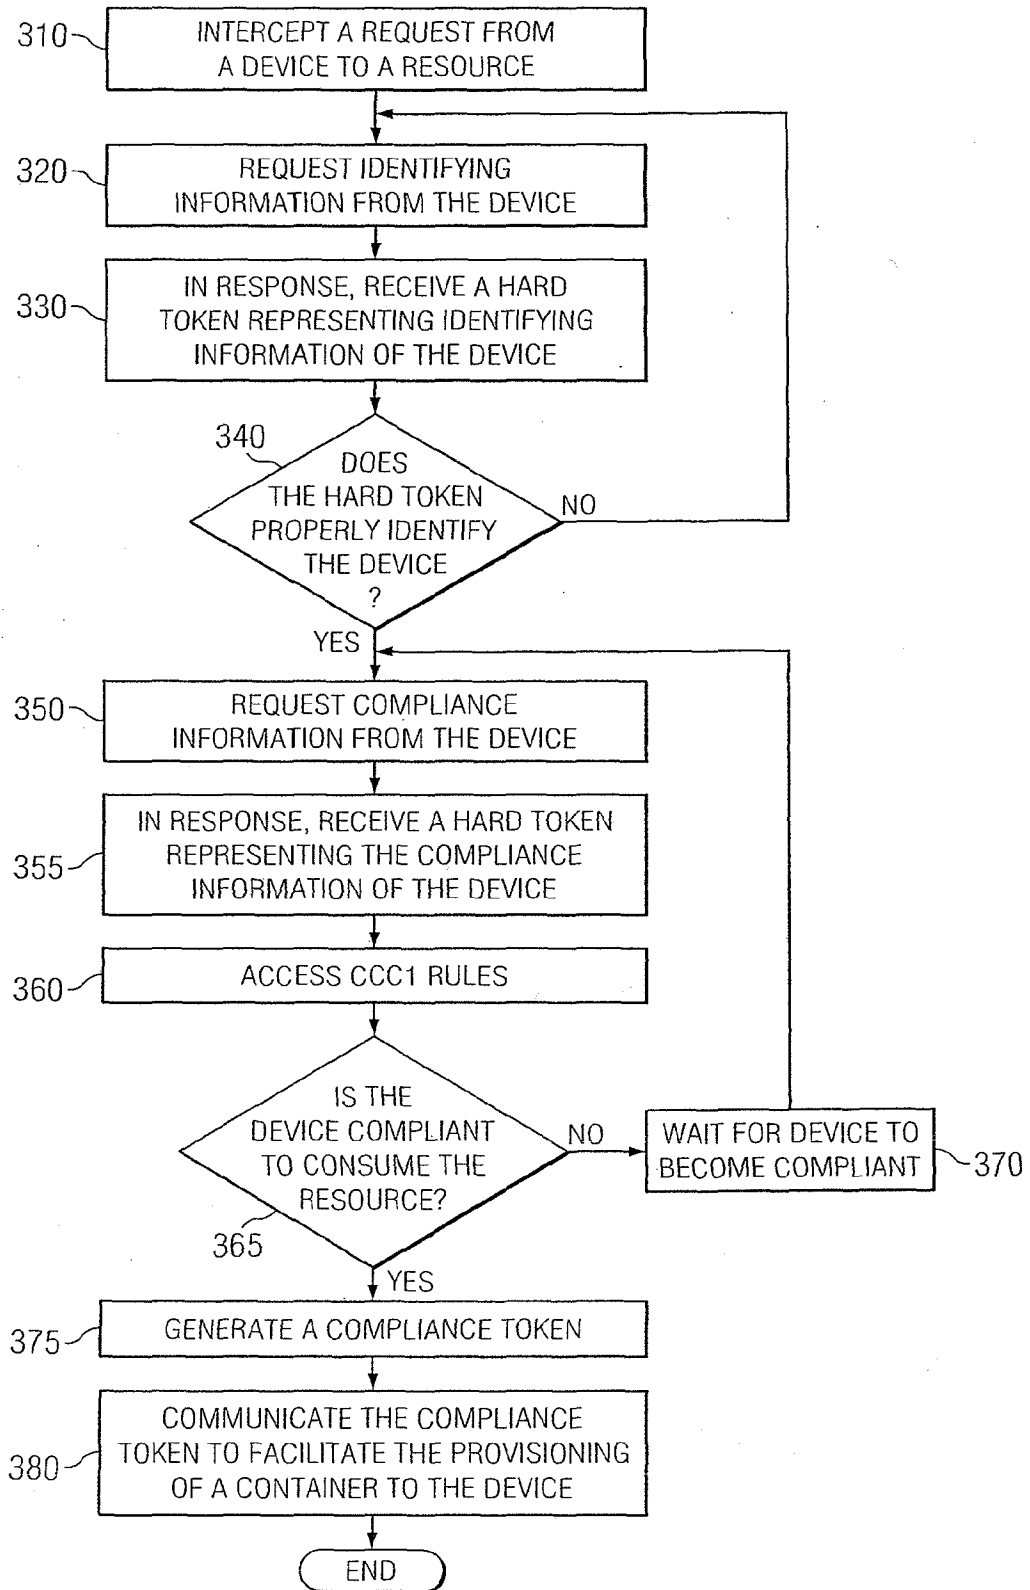 310
INTERCEPT A REQUEST FROM
A DEVICE TO A RESOURCE
320
REQUEST IDENTIFYING
INFORMATION FROM THE DEVICE
330
IN RESPONSE, RECEIVE A HARD
TOKEN REPRESENTING IDENTIFYING
INFORMATION OF THE DEVICE
340
DOES
THE HARD TOKEN
PROPERLY IDENTIFY
THE DEVICE
?
NO
YES
350
REQUEST COMPLIANCE
INFORMATION FROM THE DEVICE
355
IN RESPONSE, RECEIVE A HARD TOKEN
REPRESENTING THE COMPLIANCE
INFORMATION OF THE DEVICE
360
ACCESS CCC1 RULES
IS THE
DEVICE COMPLIANT
TO CONSUME THE
RESOURCE?
365
NO
WAIT FOR DEVICE TO
BECOME COMPLIANT
370
YES
375
GENERATE A COMPLIANCE TOKEN
380
COMMUNICATE THE COMPLIANCE
TOKEN TO FACILITATE THE PROVISIONING
OF A CONTAINER TO THE DEVICE
END